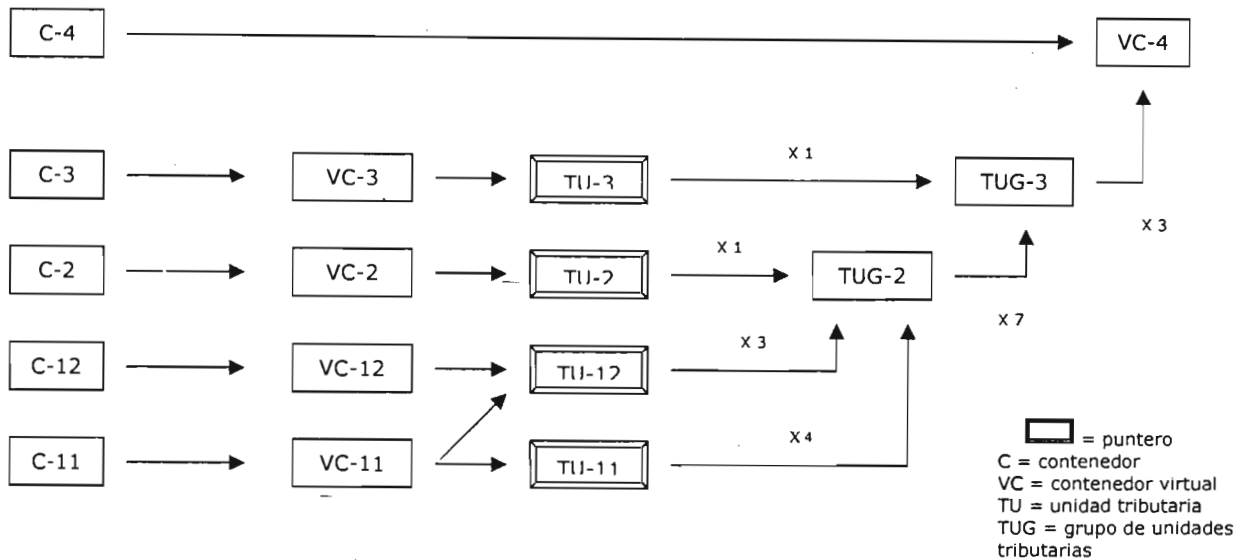 C-4
VC-4
C-3
VC-3
TU-3
X 1
TUG-3
X 3
C-2
VC-2
TU-2
X 1
TUG-2
X 7
C-12
VC-12
TU-12
X 3
C-11
VC-11
TU-11
X 4
= puntero
C = contenedor
VC = contenedor virtual
TU = unidad tributaria
TUG = grupo de unidades
tributarias